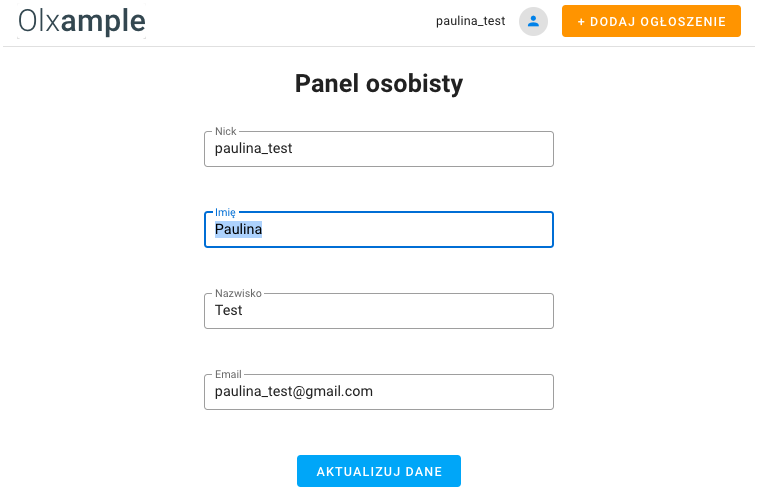 Olxample
paulina_test
+ DODAJ OGŁOSZENIE
Panel osobisty
Nick
paulina_test
Imię
Paulina
Nazwisko
Test
Email
paulina_test@gmail.com
AKTUALIZUJ DANE